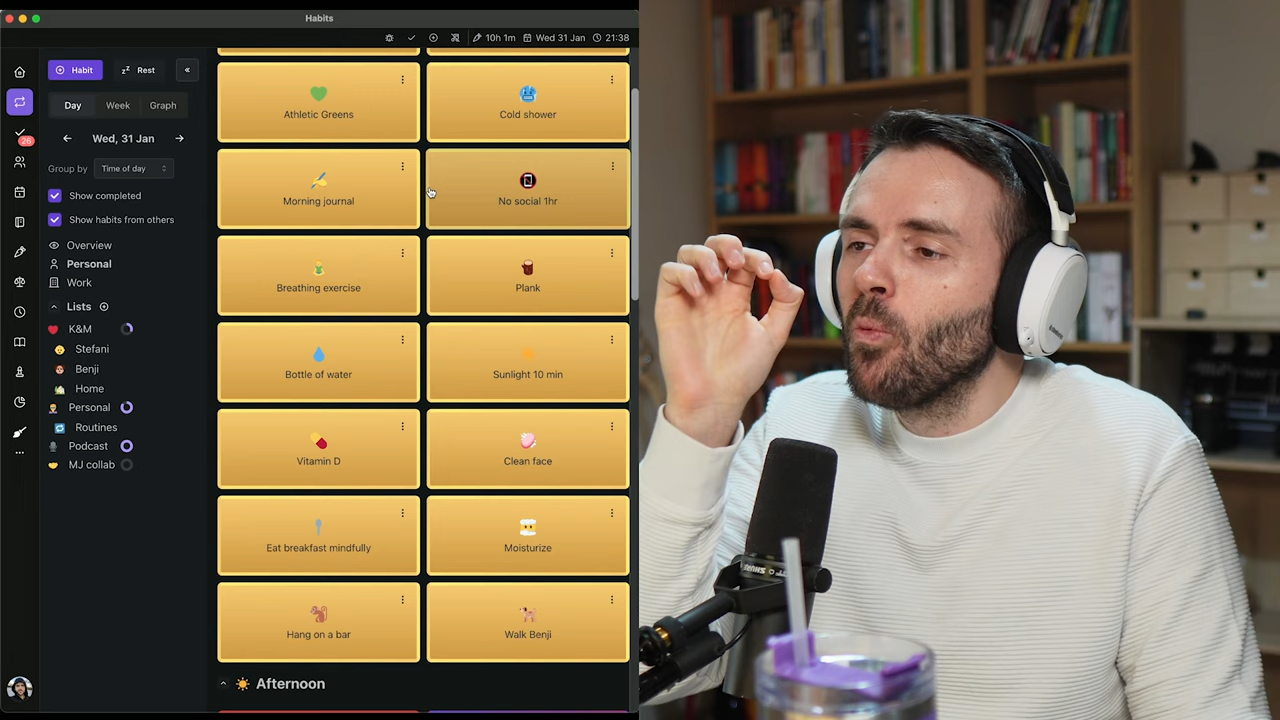 Habits
10h 1m Wed 31 Jan 21:38
Habit
Rest
«
Day Week Graph
Wed, 31 Jan
Group by Time of day
Show completed
Show habits from others
Overview
Personal
Work
Lists
K&M
Stefani
Benji
Home
Personal
Routines
Podcast
MJ collab
26
Athletic Greens
Cold shower
Morning journal
No social 1hr
Breathing exercise
Plank
Bottle of water
Sunlight 10 min
Vitamin D
Clean face
Eat breakfast mindfully
Moisturize
Hang on a bar
Walk Benji
Afternoon